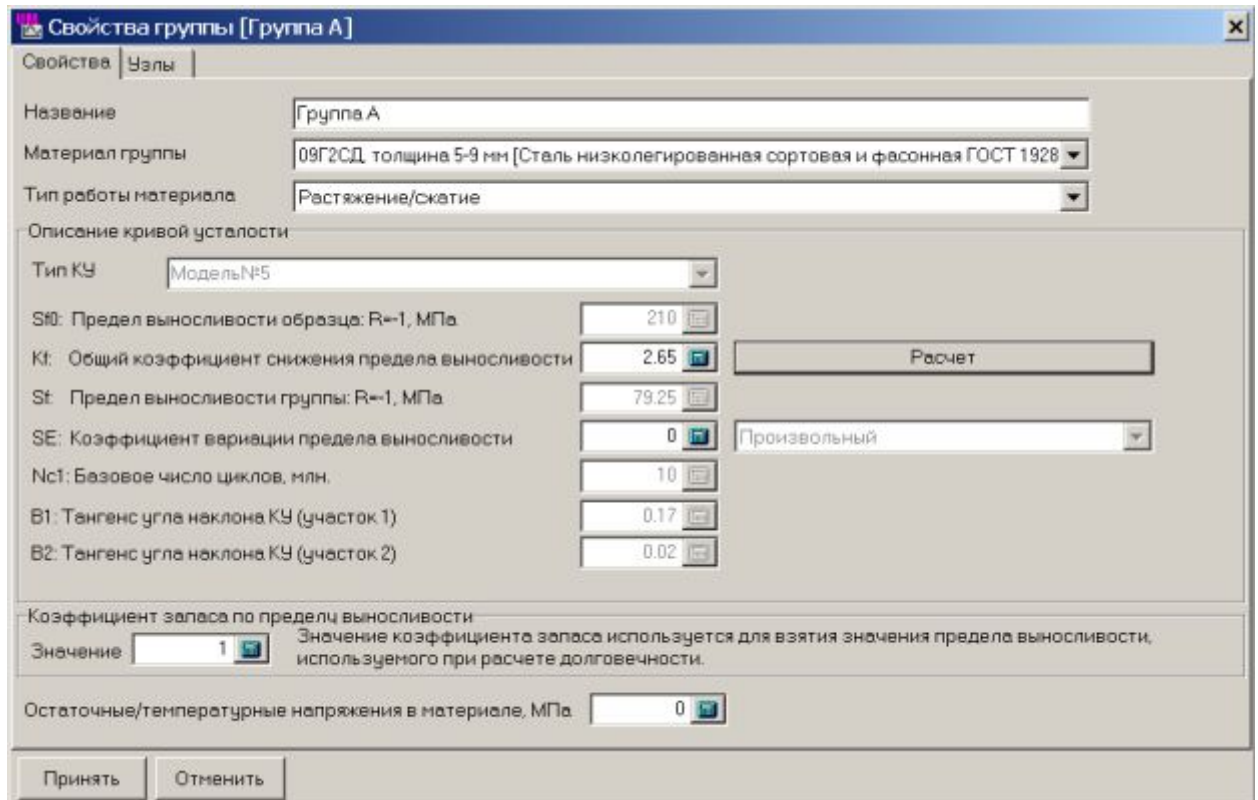 Свойства группы [Группа А]
Свойства Узлы
Название Группа А
Материал группы 09Г2СД, толщина 5-9 мм [Сталь низколегированная сортовая и фасонная ГОСТ 1928
Тип работы материала Растяжение/сжатие
Описание кривой усталости
Тип КУ Модель№5
Sf0: Предел выносливости образца: R=-1, МПа 210
Kf: Общий коэффициент снижения предела выносливости 2.65 Расчет
Sf: Предел выносливости группы: R=-1, МПа 79.25
SE: Коэффициент вариации предела выносливости 0 Произвольный
Nc1: Базовое число циклов, млн. 10
B1: Тангенс угла наклона КУ (участок 1) 0.17
B2: Тангенс угла наклона КУ (участок 2) 0.02
Коэффициент запаса по пределу выносливости
Значение 1 Значение коэффициента запаса используется для взятия значения предела выносливости,
используемого при расчете долговечности.
Остаточные/температурные напряжения в материале, МПа 0
Принять Отменить